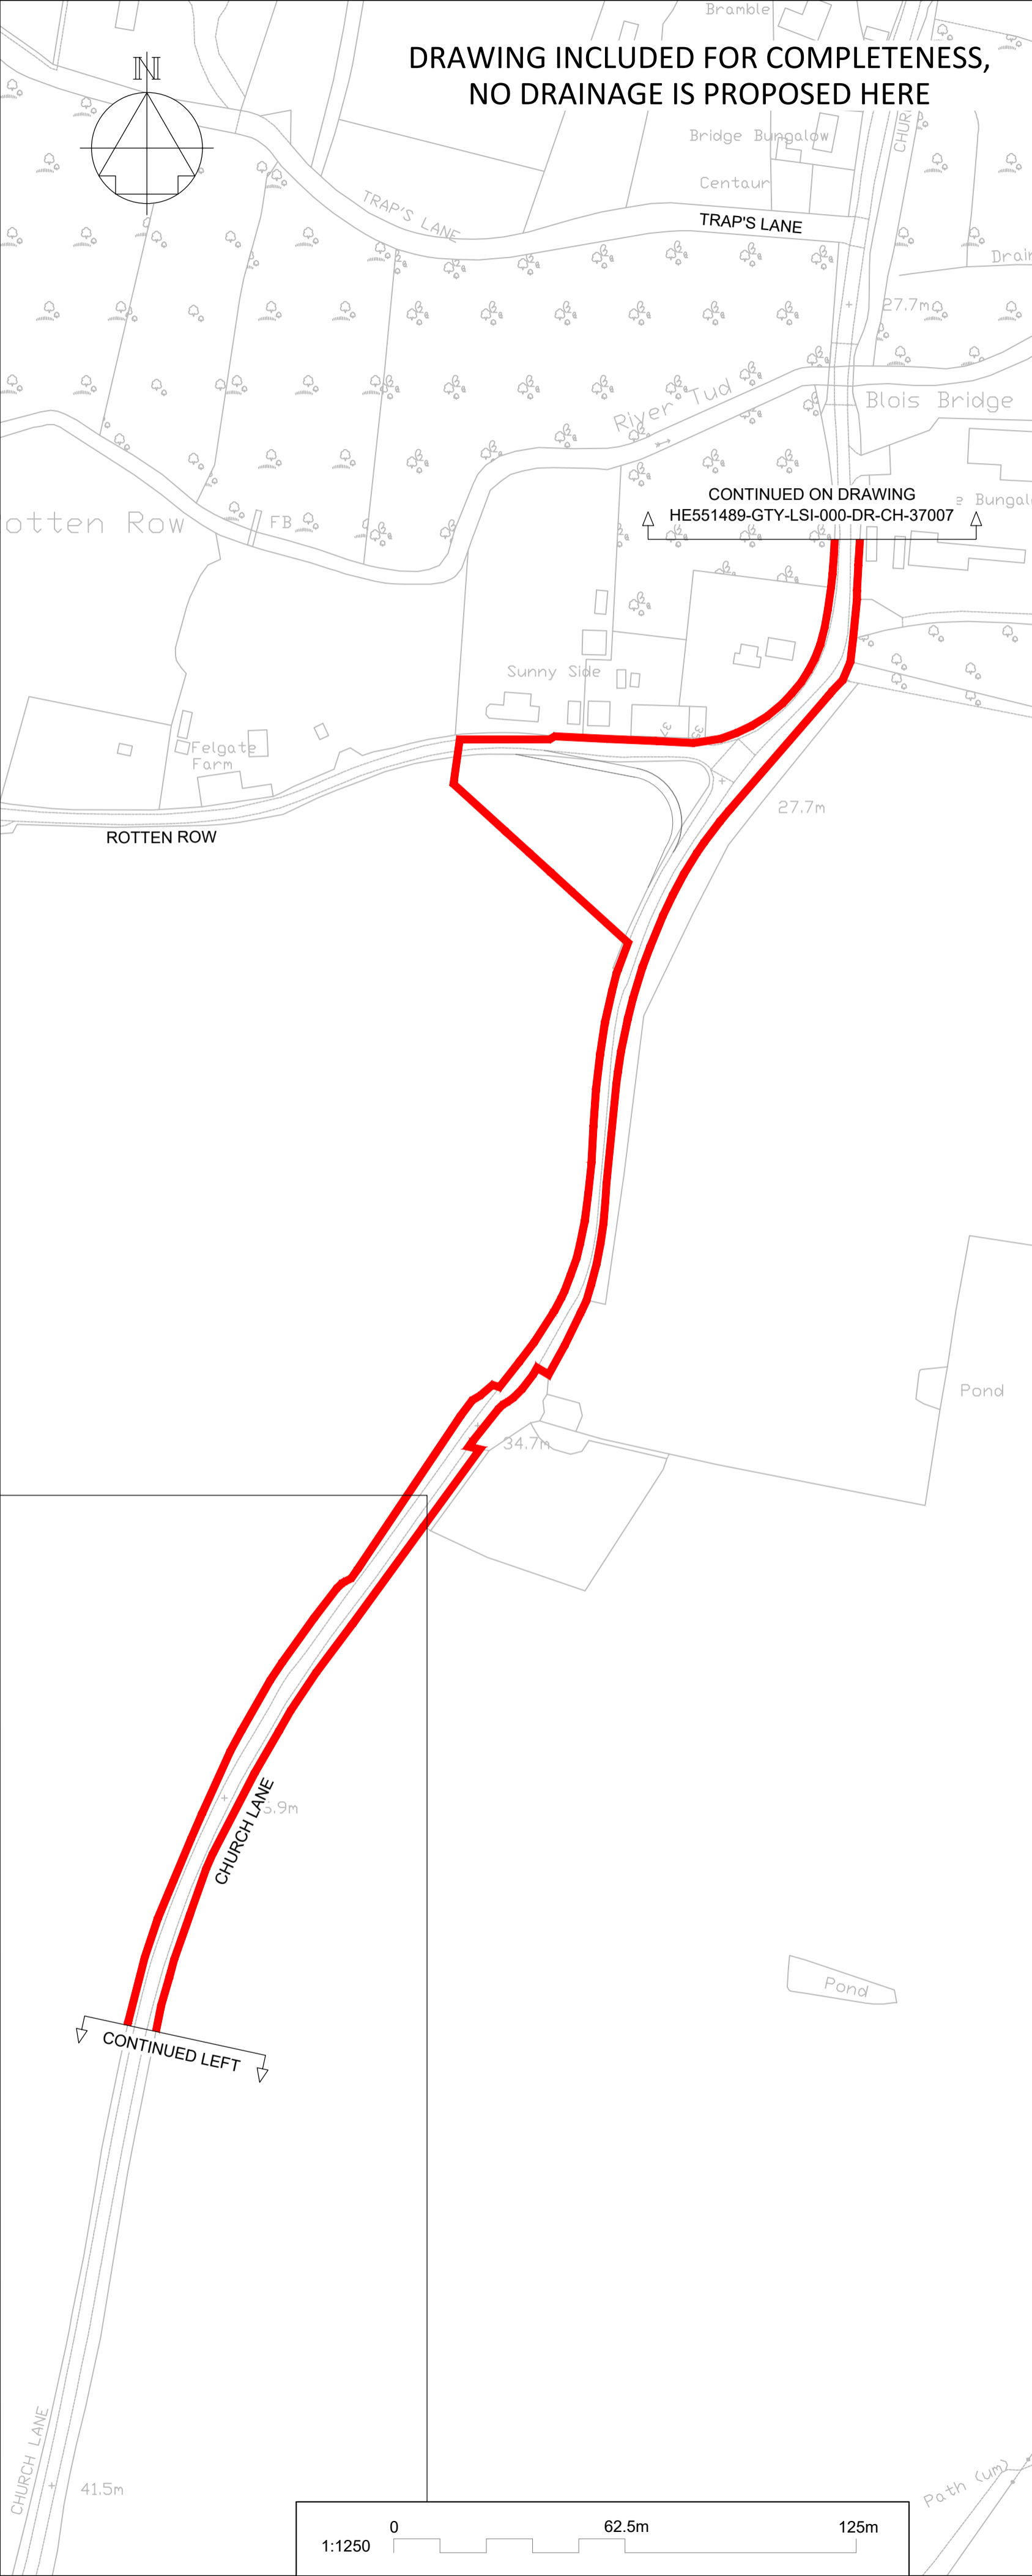 Bramble
DRAWING INCLUDED FOR COMPLETENESS,
NO DRAINAGE IS PROPOSED HERE
N
Bridge Bungalow
Centaur
TRAP'S LANE
TRAP'S LANE
27.7m
River Tud
Blois Bridge
CONTINUED ON DRAWING
HE551489-GTY-LSI-000-DR-CH-37007
otten Row
FB
Sunny Side
37
35
Felgate
Farm
27.7m
ROTTEN ROW
Pond
34.7m
CHURCH LANE
Pond
CONTINUED LEFT
CHURCH LANE
41.5m
Path (um)
0 62.5m 125m
1:1250